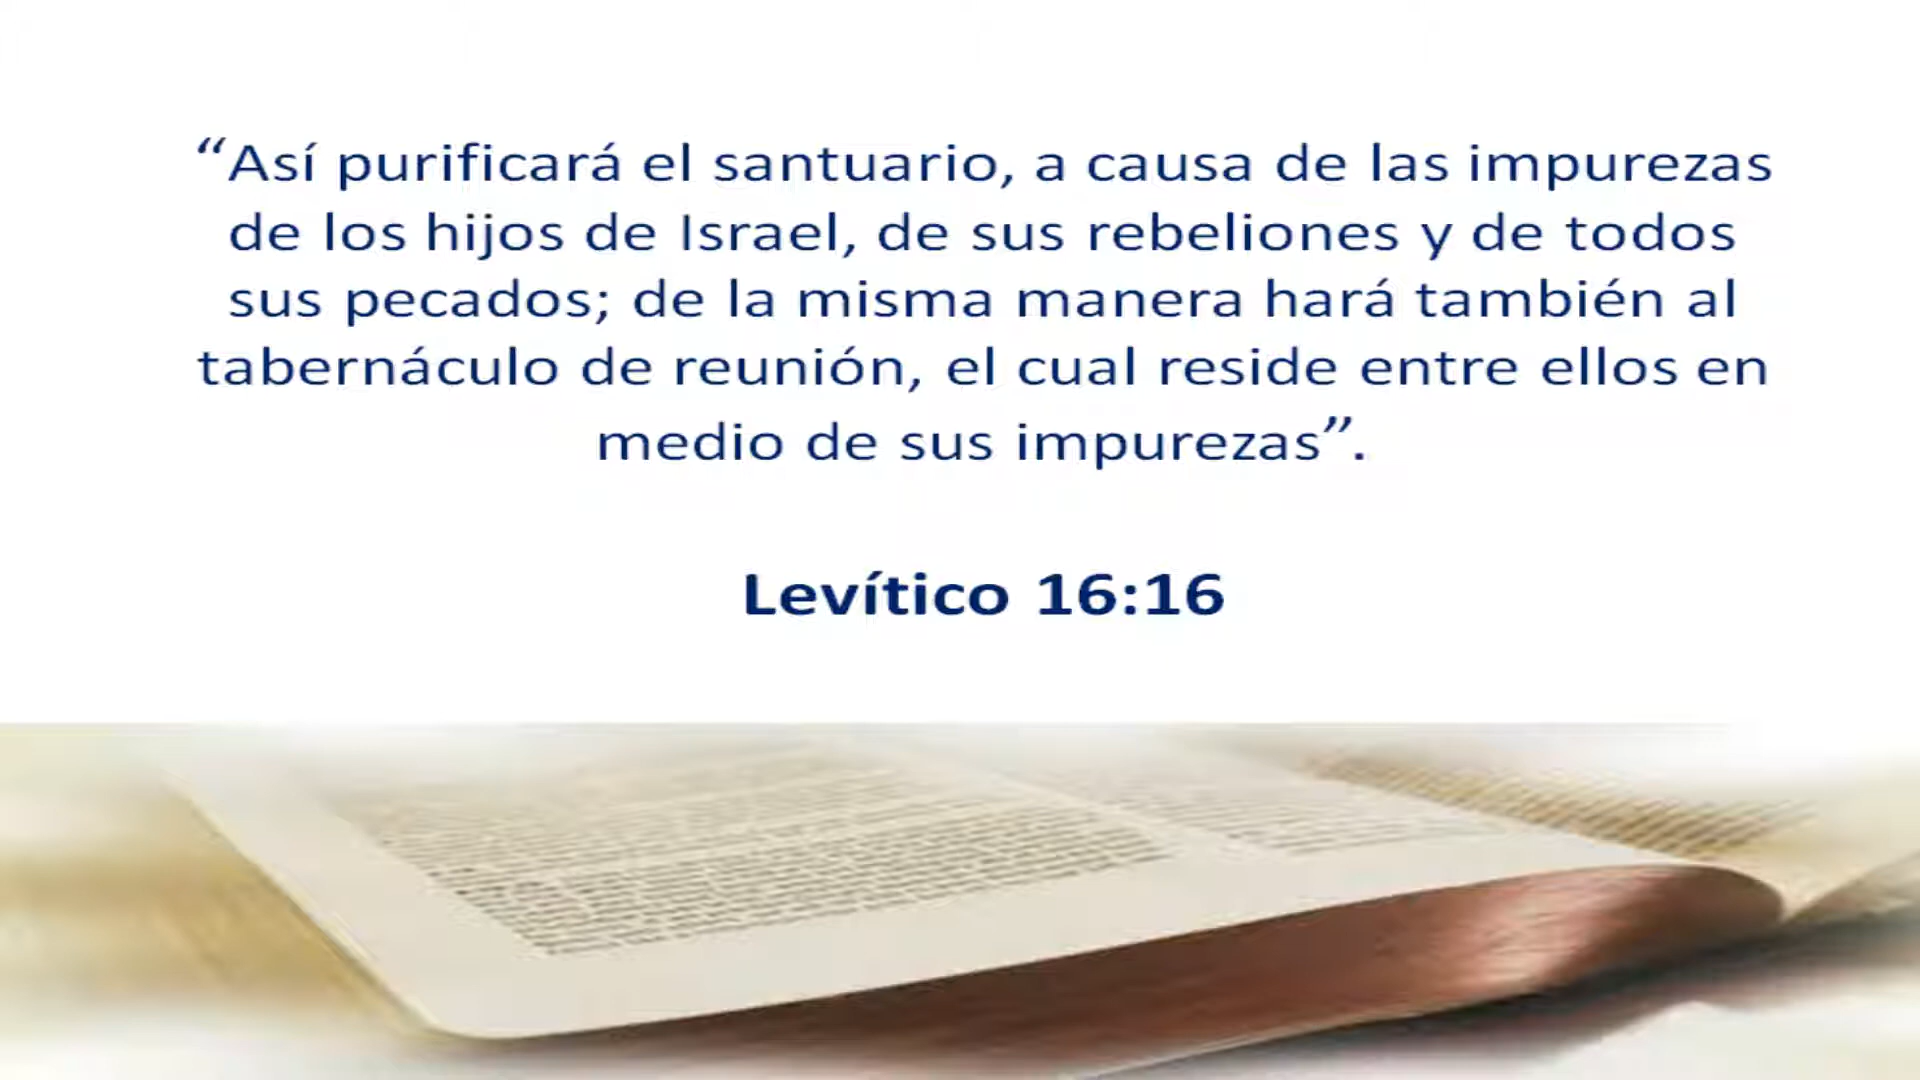 “Así purificará el santuario, a causa de las impurezas
de los hijos de Israel, de sus rebeliones y de todos
sus pecados; de la misma manera hará también al
tabernáculo de reunión, el cual reside entre ellos en
medio de sus impurezas”.
Levítico 16:16